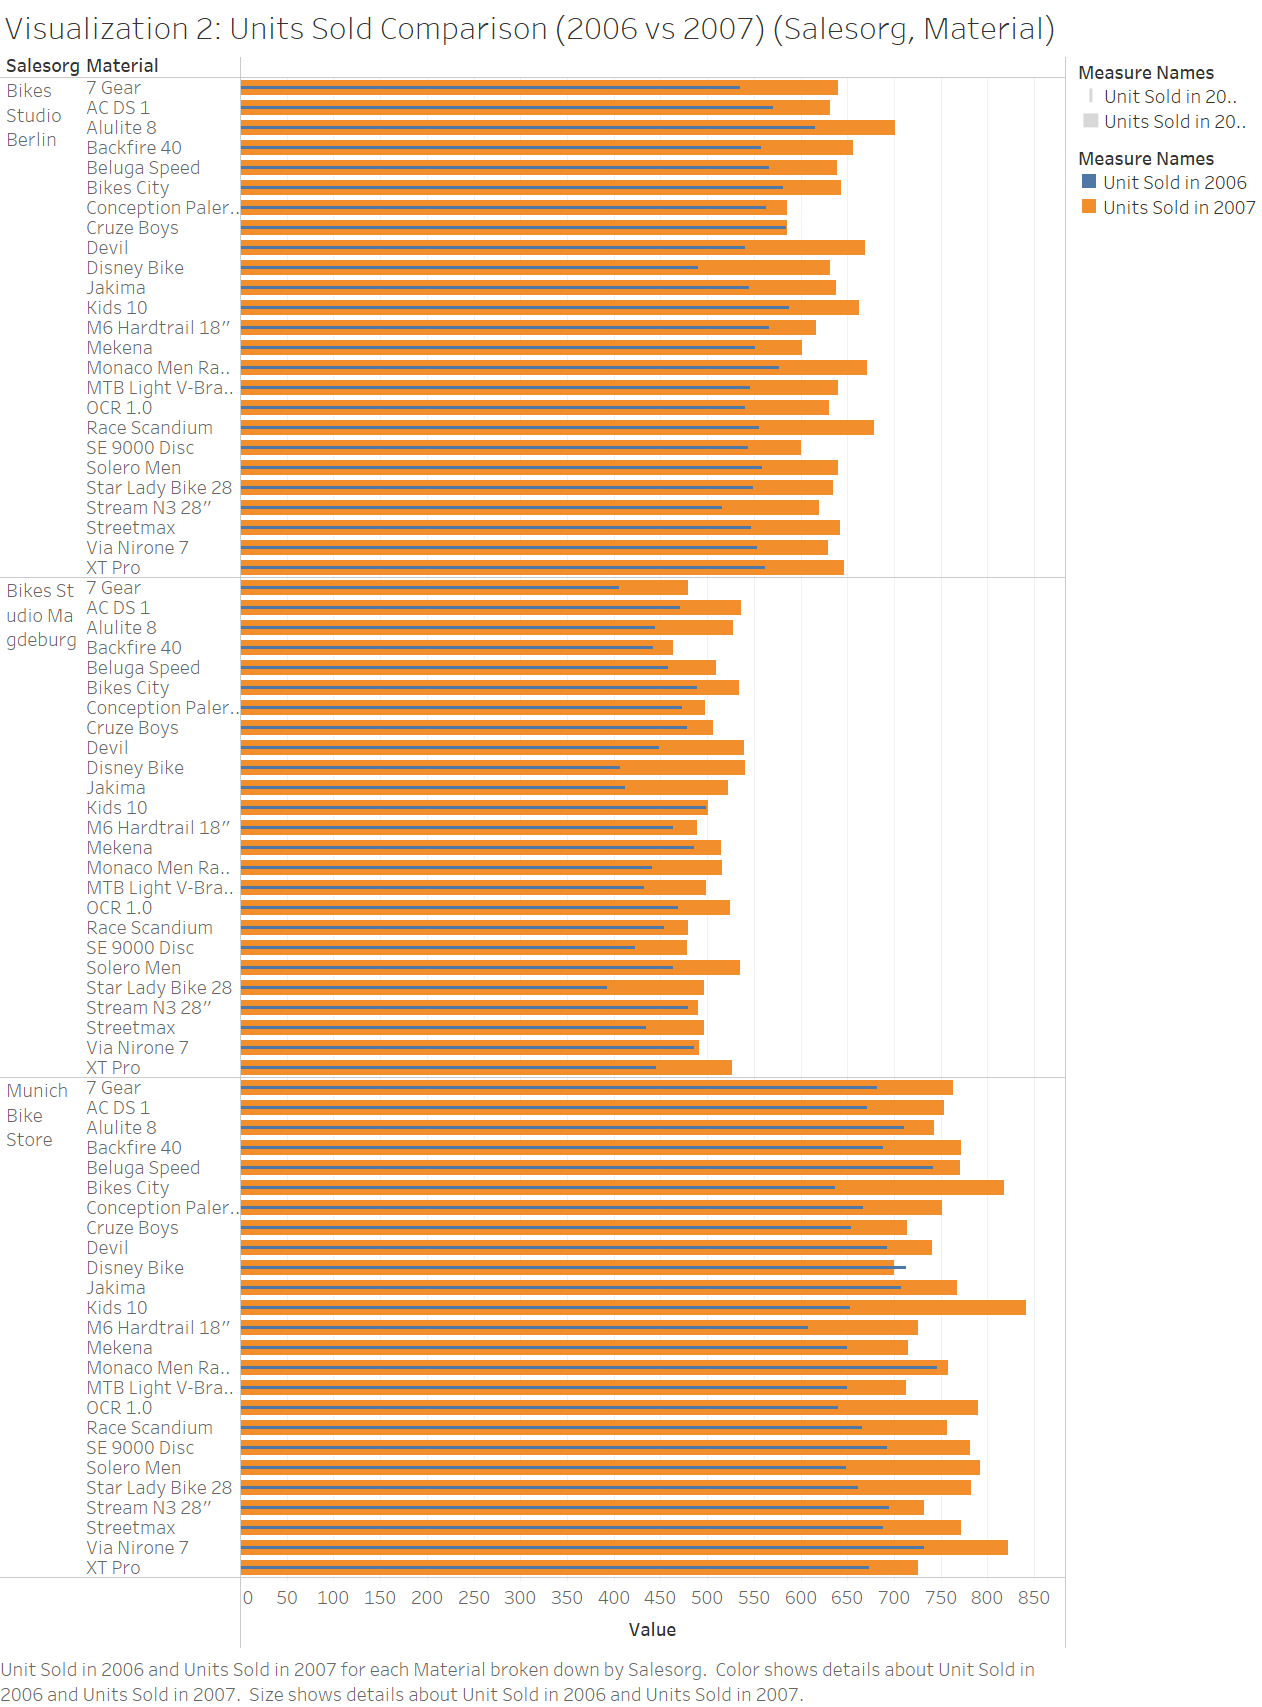 Visualization 2: Units Sold Comparison (2006 vs 2007) (Salesorg, Material)
Salesorg Material
Measure Names
Unit Sold in 20..
Units Sold in 20..
Measure Names
Unit Sold in 2006
Units Sold in 2007
Bikes
Studio
Berlin
7 Gear
AC DS 1
Alulite 8
Backfire 40
Beluga Speed
Bikes City
Conception Paler..
Cruze Boys
Devil
Disney Bike
Jakima
Kids 10
M6 Hardtrail 18″
Mekena
Monaco Men Ra..
MTB Light V-Bra..
OCR 1.0
Race Scandium
SE 9000 Disc
Solero Men
Star Lady Bike 28
Stream N3 28″
Streetmax
Via Nirone 7
XT Pro
Bikes St
udio Ma
gdeburg
7 Gear
AC DS 1
Alulite 8
Backfire 40
Beluga Speed
Bikes City
Conception Paler..
Cruze Boys
Devil
Disney Bike
Jakima
Kids 10
M6 Hardtrail 18″
Mekena
Monaco Men Ra..
MTB Light V-Bra..
OCR 1.0
Race Scandium
SE 9000 Disc
Solero Men
Star Lady Bike 28
Stream N3 28″
Streetmax
Via Nirone 7
XT Pro
Munich
Bike
Store
7 Gear
AC DS 1
Alulite 8
Backfire 40
Beluga Speed
Bikes City
Conception Paler..
Cruze Boys
Devil
Disney Bike
Jakima
Kids 10
M6 Hardtrail 18″
Mekena
Monaco Men Ra..
MTB Light V-Bra..
OCR 1.0
Race Scandium
SE 9000 Disc
Solero Men
Star Lady Bike 28
Stream N3 28″
Streetmax
Via Nirone 7
XT Pro
0 50 100 150 200 250 300 350 400 450 500 550 600 650 700 750 800 850
Value
Unit Sold in 2006 and Units Sold in 2007 for each Material broken down by Salesorg. Color shows details about Unit Sold in
2006 and Units Sold in 2007. Size shows details about Unit Sold in 2006 and Units Sold in 2007.